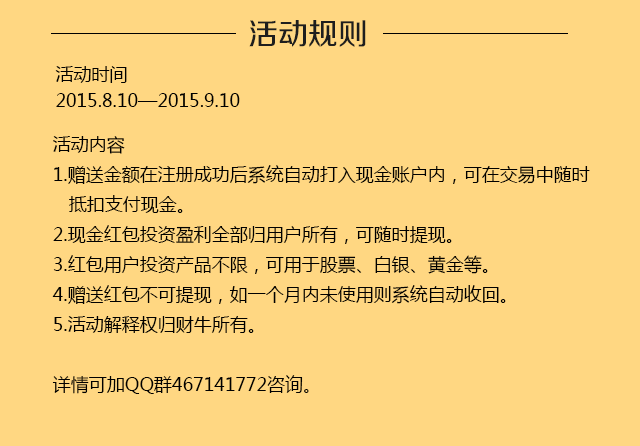 活动规则
活动时间
2015.8.10—2015.9.10
活动内容
1.赠送金额在注册成功后系统自动打入现金账户内，可在交易中随时
抵扣支付现金。
2.现金红包投资盈利全部归用户所有，可随时提现。
3.红包用户投资产品不限，可用于股票、白银、黄金等。
4.赠送红包不可提现，如一个月内未使用则系统自动收回。
5.活动解释权归财牛所有。
详情可加QQ群467141772咨询。